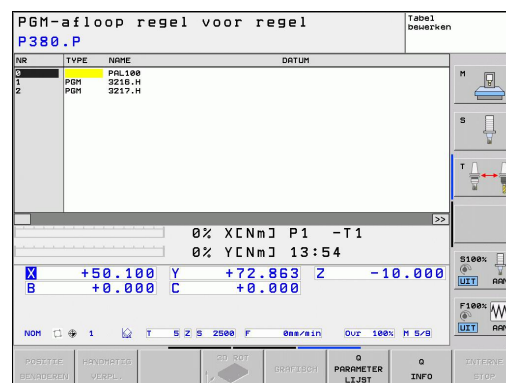 PGM-afloop regel voor regel
Tabel bewerken
P380.P
NR TYPE NAME DATUM
0 PAL100
1 PGM 3216.H
2 PGM 3217.H
>>
0% X[Nm] P1 -T1
0% Y[Nm] 13:54
X +50.100 Y +72.863 Z -10.000
B +0.000 C +0.000
NOM 1 T 5 Z S 2500 F 0mm/min Ovr 100% M 5/9
M
S
T
S100%
UIT AAN
F100%
UIT AAN
POSITIE BENADEREN
HANDMATIG VERPL.
3D ROT
GRAFISCH
Q PARAMETER LIJST
Q INFO
INTERNE STOP